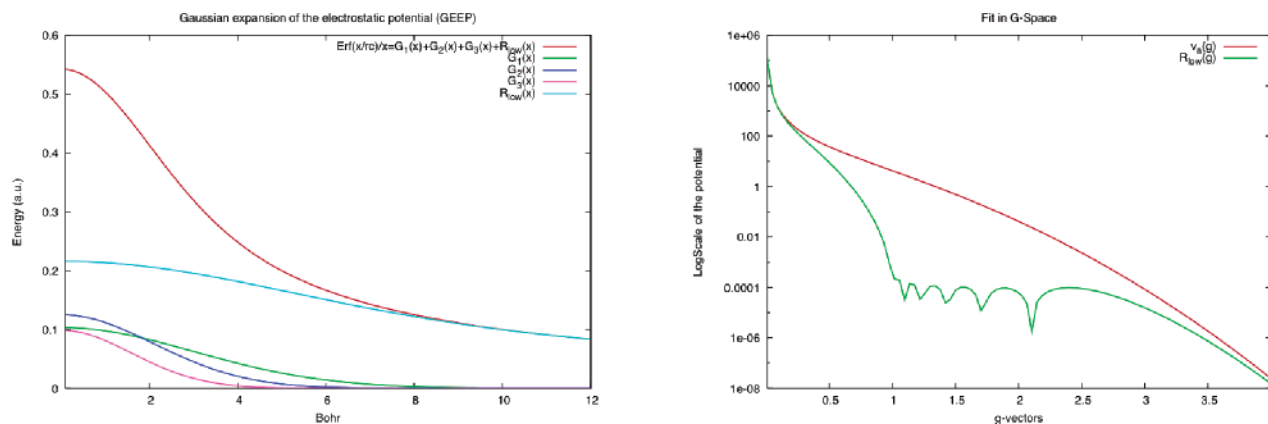 Gaussian expansion of the electrostatic potential (GEEP)
0.6
0.5
0.4
0.3
0.2
0.1
0
Energy (a.u.)
Erf(x/rc)/x=G₁(x)+G₂(x)+G₃(x)+Rlow(x)
G₁(x)
G₂(x)
G₃(x)
Rlow(x)
2
4
6
8
10
12
Bohr
Fit in G-Space
1e+06
10000
100
1
0.01
0.0001
1e-06
1e-08
LogScale of the potential
Rlow(g)
0.5
1
1.5
2
2.5
3
3.5
g-vectors